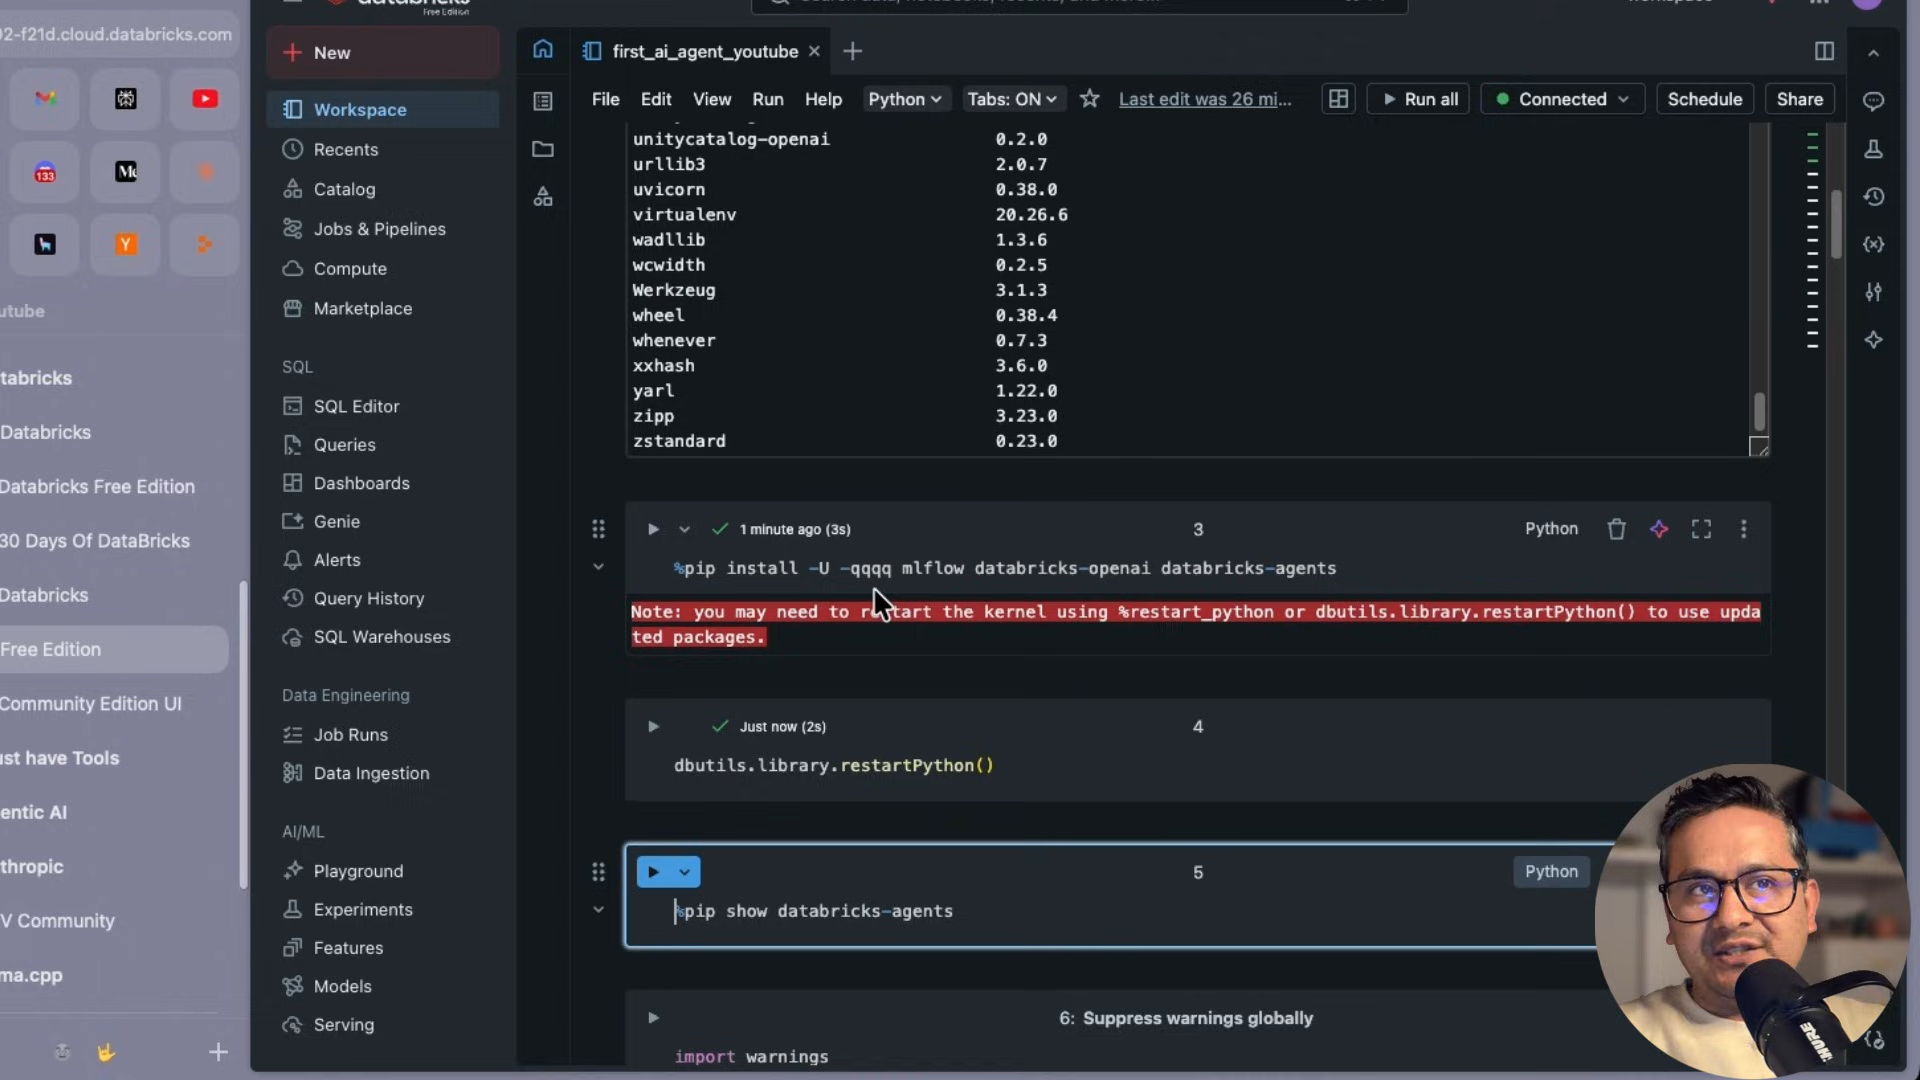 02-f21d.cloud.databricks.com
133
Y
utube
tabricks
Databricks
Databricks Free Edition
30 Days Of DataBricks
Databricks
Free Edition
Community Edition UI
ust have Tools
entic AI
thropic
V Community
ma.cpp
databricks
Free Edition
New
Workspace
Recents
Catalog
Jobs & Pipelines
Compute
Marketplace
SQL
SQL Editor
Queries
Dashboards
Genie
Alerts
Query History
SQL Warehouses
Data Engineering
Job Runs
Data Ingestion
AI/ML
Playground
Experiments
Features
Models
Serving
first_ai_agent_youtube
File Edit View Run Help Python Tabs: ON Last edit was 26 mi... Run all Connected Schedule Share
unitycatalog-openai 0.2.0
urllib3 2.0.7
uvicorn 0.38.0
virtualenv 20.26.6
wadllib 1.3.6
wcwidth 0.2.5
Werkzeug 3.1.3
wheel 0.38.4
whenever 0.7.3
xxhash 3.6.0
yarl 1.22.0
zipp 3.23.0
zstandard 0.23.0
1 minute ago (3s) 3 Python
%pip install -U -qqqq mlflow databricks-openai databricks-agents
Note: you may need to restart the kernel using %restart_python or dbutils.library.restartPython() to use upda
ted packages.
Just now (2s) 4
dbutils.library.restartPython()
5 Python
%pip show databricks-agents
6: Suppress warnings globally
import warnings
SHURE